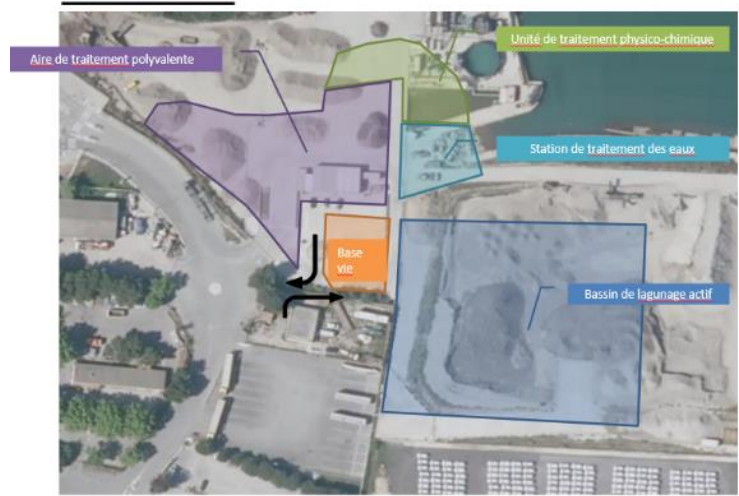 Unité de traitement physico-chimique
Aire de traitement polyvalente
Station de traitement des eaux
Base
vie
Bassin de lagunage actif